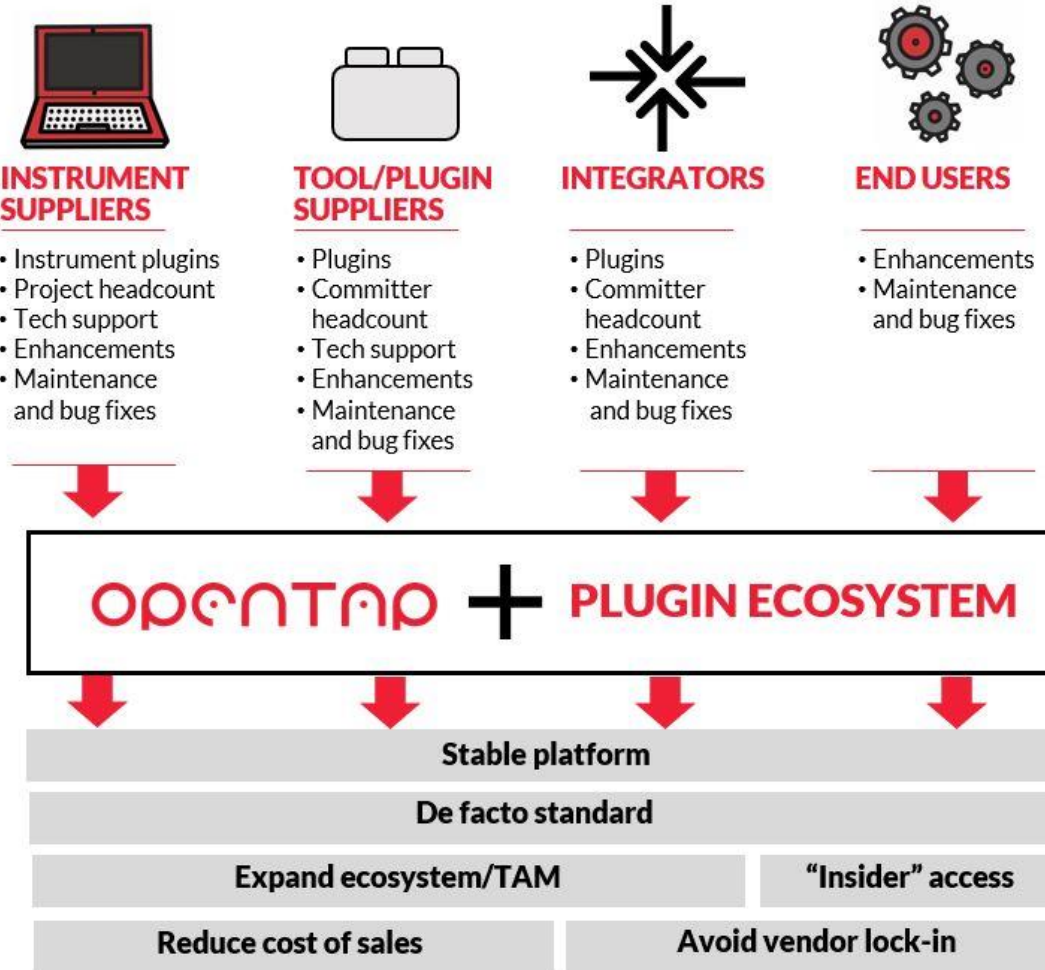 INSTRUMENT
SUPPLIERS
• Instrument plugins
• Project headcount
• Tech support
• Enhancements
• Maintenance
and bug fixes
TOOL/PLUGIN
SUPPLIERS
• Plugins
• Committer
headcount
• Tech support
• Enhancements
• Maintenance
and bug fixes
INTEGRATORS
• Plugins
• Committer
headcount
• Enhancements
• Maintenance
and bug fixes
END USERS
• Enhancements
• Maintenance
and bug fixes
OPENTAP + PLUGIN ECOSYSTEM
Stable platform
De facto standard
Expand ecosystem/TAM
“Insider” access
Reduce cost of sales
Avoid vendor lock-in